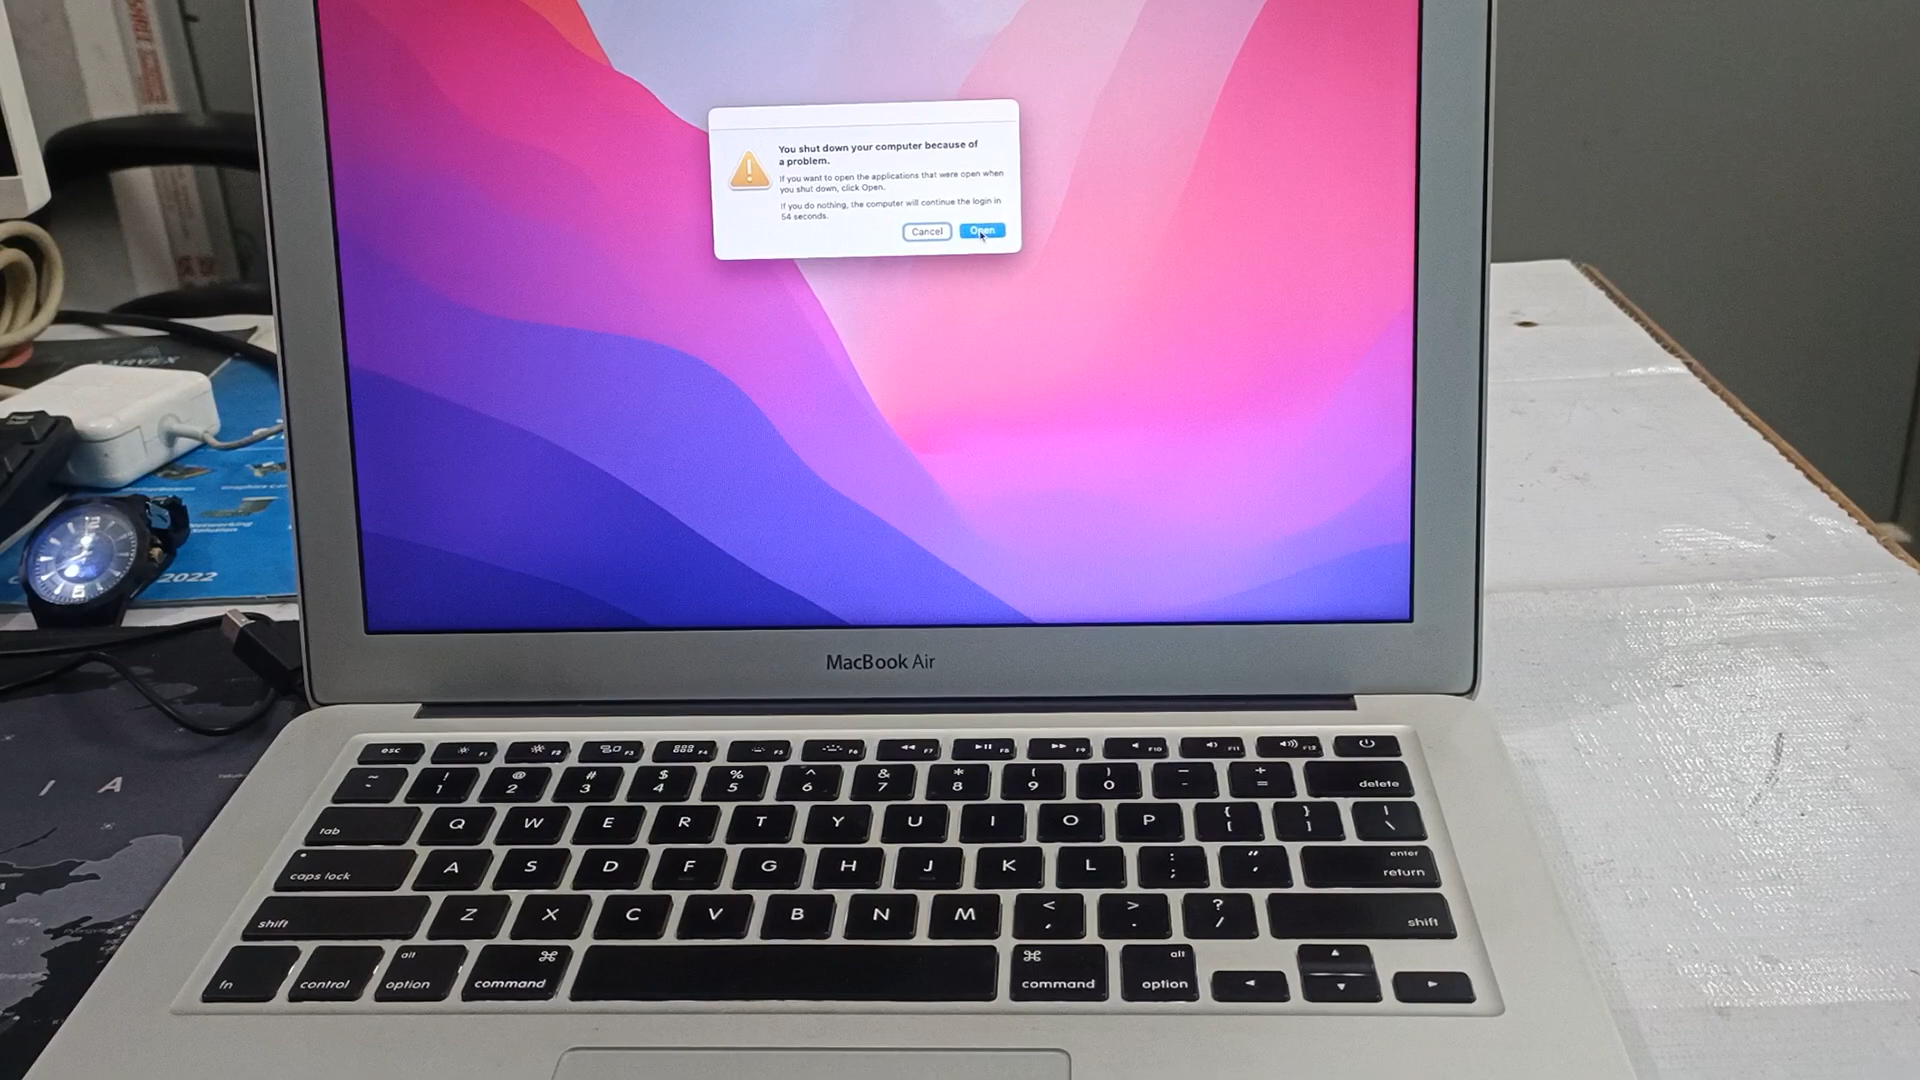 You shut down your computer because of
a problem.
If you want to open the applications that were open when
you shut down, click Open.
If you do nothing, the computer will continue the login in
54 seconds.
Cancel Open
Networking
Solution
2022
MacBook Air
I A
esc F1 F2 F3 F4 F5 F6 F7 F8 F9 F10 F11 F12
~ ! @ # $ % ^ & * ( ) _ + delete
` 1 2 3 4 5 6 7 8 9 0 - =
tab Q W E R T Y U I O P { [ } ] | \
caps lock A S D F G H J K L : ; " ' enter return
shift Z X C V B N M < , > . ? / shift
fn control alt option ⌘ command ⌘ command alt option